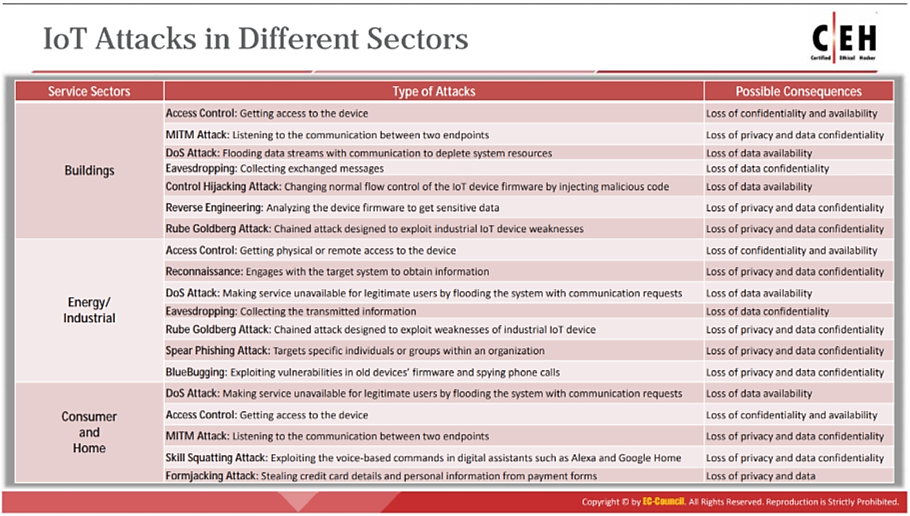 IoT Attacks in Different Sectors
CEH
Certified Ethical Hacker
Service Sectors Type of Attacks Possible Consequences
Buildings
Access Control: Getting access to the device Loss of confidentiality and availability
MITM Attack: Listening to the communication between two endpoints Loss of privacy and data confidentiality
DoS Attack: Flooding data streams with communication to deplete system resources Loss of data availability
Eavesdropping: Collecting exchanged messages Loss of data confidentiality
Control Hijacking Attack: Changing normal flow control of the IoT device firmware by injecting malicious code Loss of data availability
Reverse Engineering: Analyzing the device firmware to get sensitive data Loss of privacy and data confidentiality
Rube Goldberg Attack: Chained attack designed to exploit industrial IoT device weaknesses Loss of privacy and data confidentiality
Energy/
Industrial
Access Control: Getting physical or remote access to the device Loss of confidentiality and availability
Reconnaissance: Engages with the target system to obtain information Loss of privacy and data confidentiality
DoS Attack: Making service unavailable for legitimate users by flooding the system with communication requests Loss of data availability
Eavesdropping: Collecting the transmitted information Loss of data confidentiality
Rube Goldberg Attack: Chained attack designed to exploit weaknesses of industrial IoT device Loss of privacy and data confidentiality
Spear Phishing Attack: Targets specific individuals or groups within an organization Loss of privacy and data confidentiality
BlueBugging: Exploiting vulnerabilities in old devices' firmware and spying phone calls Loss of privacy and data confidentiality
Consumer
and
Home
DoS Attack: Making service unavailable for legitimate users by flooding the system with communication requests Loss of data availability
Access Control: Getting access to the device Loss of confidentiality and availability
MITM Attack: Listening to the communication between two endpoints Loss of privacy and data confidentiality
Skill Squatting Attack: Exploiting the voice-based commands in digital assistants such as Alexa and Google Home Loss of privacy and data confidentiality
Formjacking Attack: Stealing credit card details and personal information from payment forms Loss of privacy and data
Copyright © by EC-Council. All Rights Reserved. Reproduction is Strictly Prohibited.